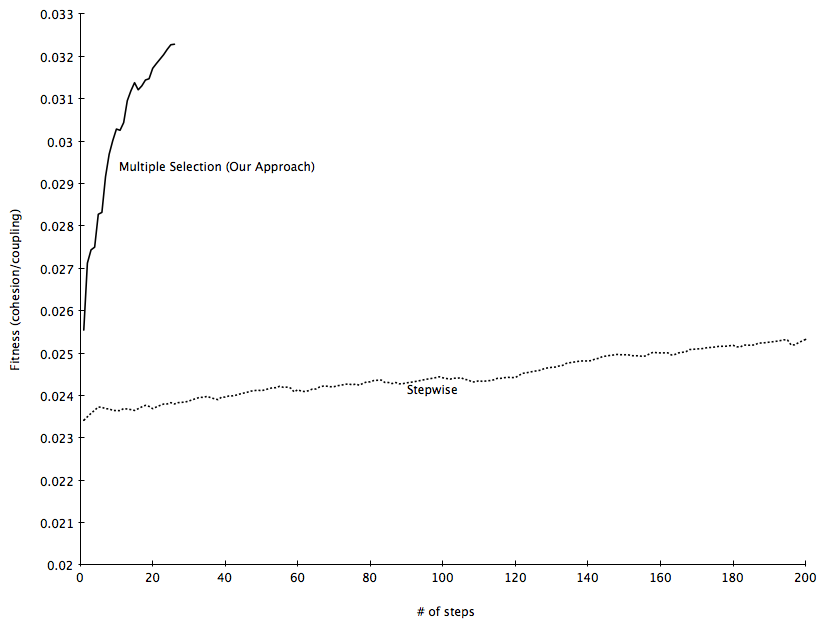 0.033
0.032
0.031
0.03
Multiple Selection (Our Approach)
0.029
0.028
0.027
0.026
0.025
0.024
Stepwise
0.023
0.022
0.021
0.02
Fitness (cohesion/coupling)
0 20 40 60 80 100 120 140 160 180 200
# of steps